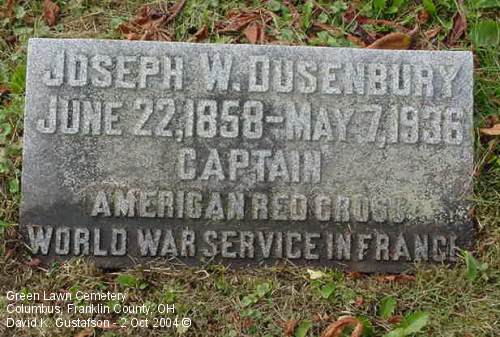 JOSEPH W. DUSENBURY
JUNE 22, 1858 - MAY 7, 1936
CAPTAIN
AMERICAN RED CROSS
WORLD WAR SERVICE IN FRANCE
Green Lawn Cemetery
Columbus, Franklin County, OH
David K. Gustafson - 2 Oct 2004 ©